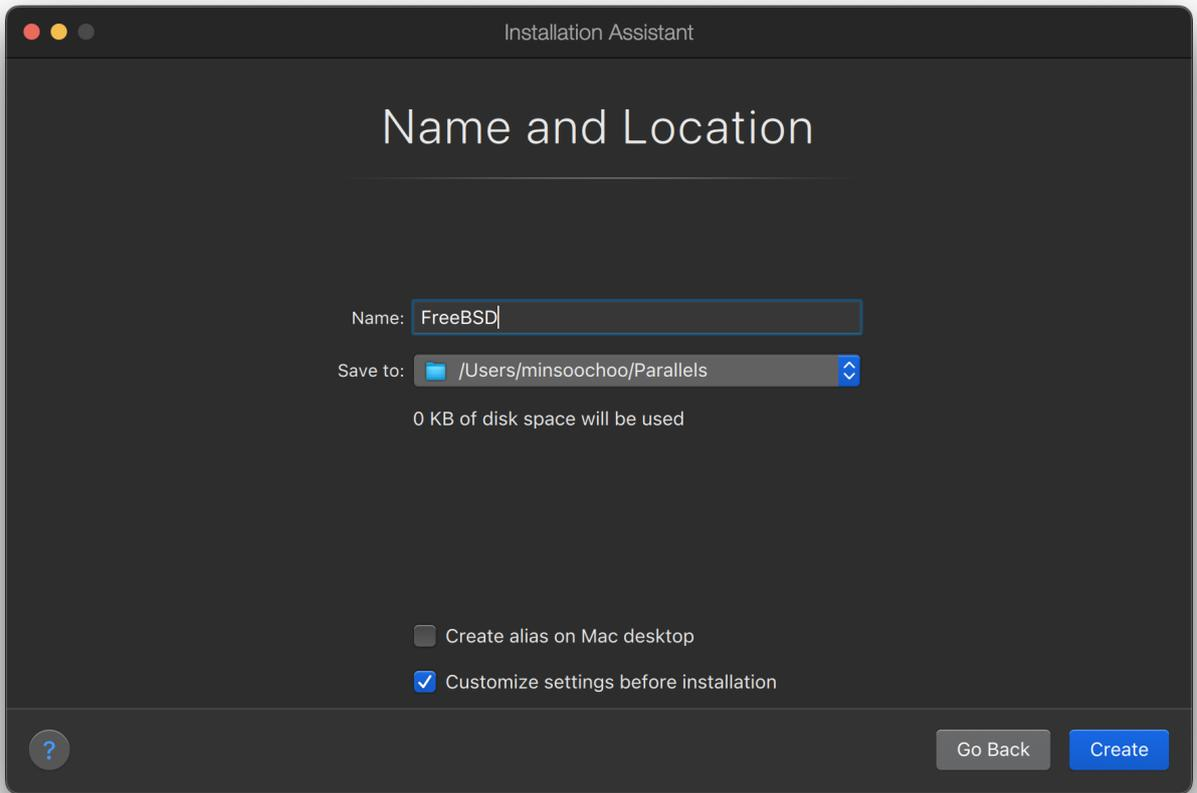 Installation Assistant
Name and Location
Name: FreeBSD
Save to: /Users/minsoochoo/Parallels
0 KB of disk space will be used
Create alias on Mac desktop
Customize settings before installation
? Go Back Create